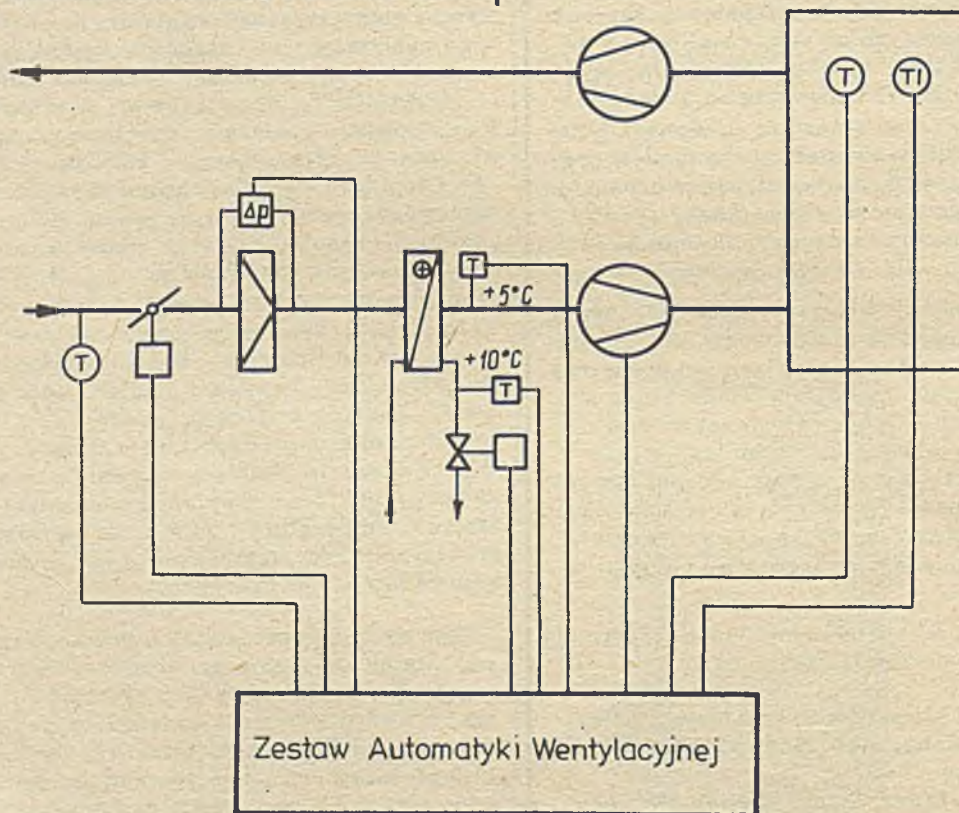 T TI
Δp
T
+5°C
T
+10°C
T
Zestaw Automatyki Wentylacyjnej